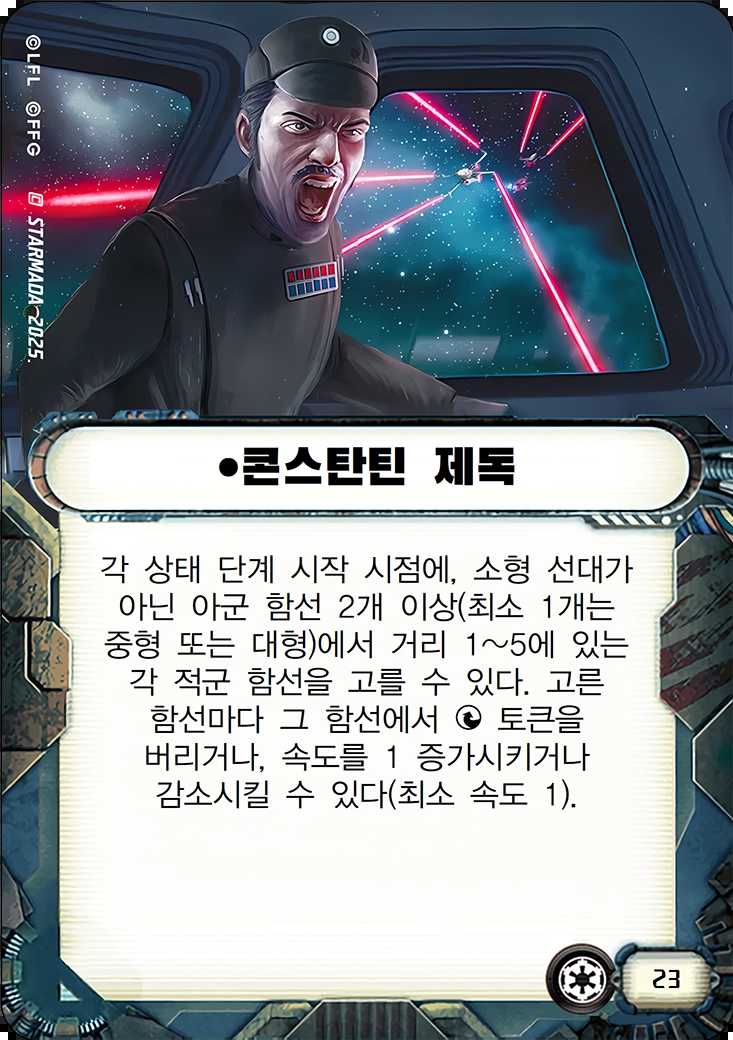 ©LFL ©FFG
STARMADA 2025.
•콘스탄틴 제독
각 상태 단계 시작 시점에, 소형 선대가
아닌 아군 함선 2개 이상(최소 1개는
중형 또는 대형)에서 거리 1~5에 있는
각 적군 함선을 고를 수 있다. 고른
함선마다 그 함선에서 토큰을
버리거나, 속도를 1 증가시키거나
감소시킬 수 있다(최소 속도 1).
23